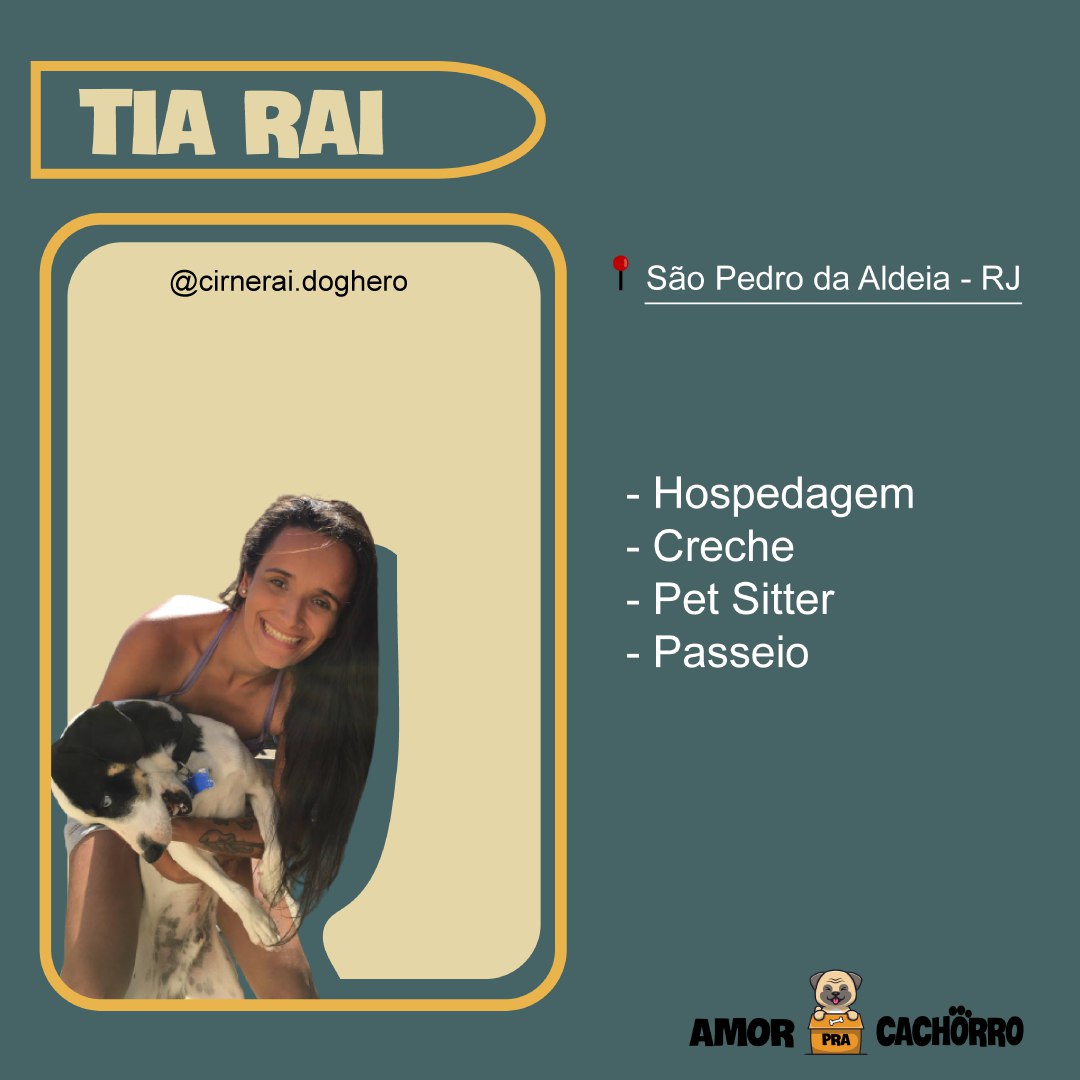 TIA RAI
@cirnerai.doghero
São Pedro da Aldeia - RJ
- Hospedagem
- Creche
- Pet Sitter
- Passeio
AMOR PRA CACHÖRRO